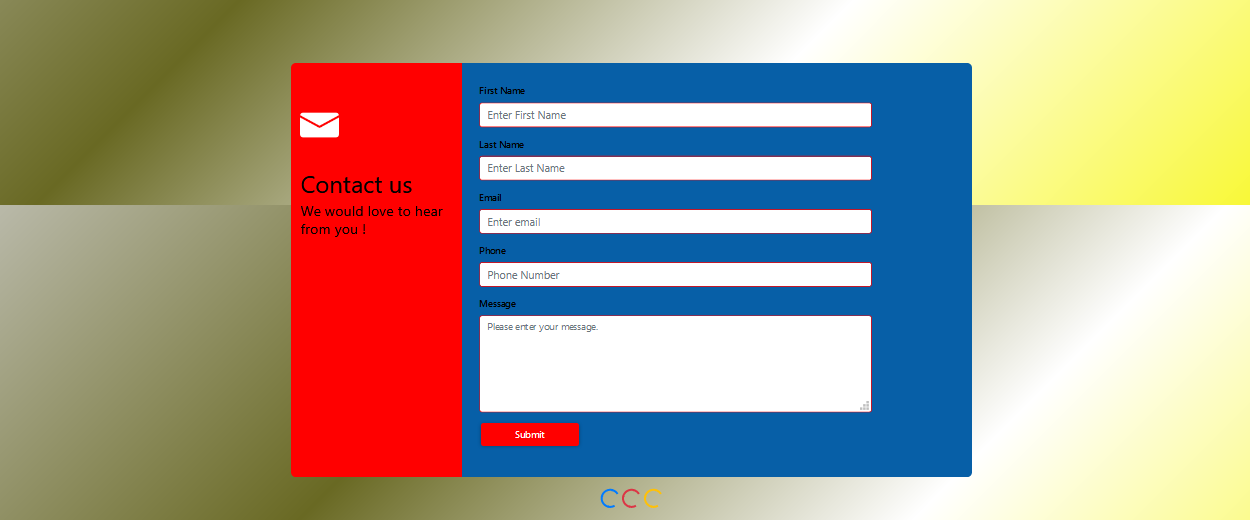 Contact us
We would love to hear
from you !
First Name
Enter First Name
Last Name
Enter Last Name
Email
Enter email
Phone
Phone Number
Message
Please enter your message.
Submit